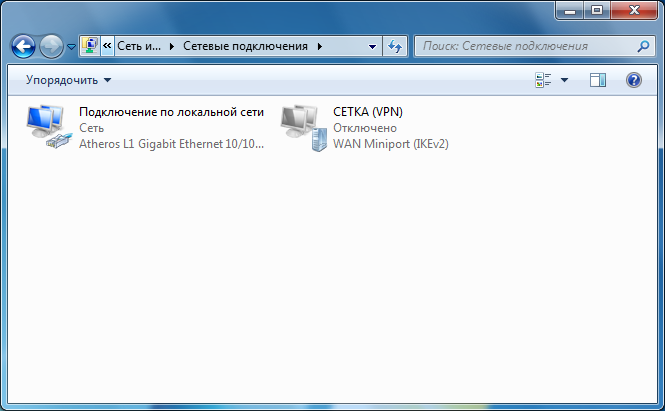 « Сеть и... ▸ Сетевые подключения ▸
Поиск: Сетевые подключения
Упорядочить
Подключение по локальной сети
Сеть
Atheros L1 Gigabit Ethernet 10/10...
СЕТКА (VPN)
Отключено
WAN Miniport (IKEv2)